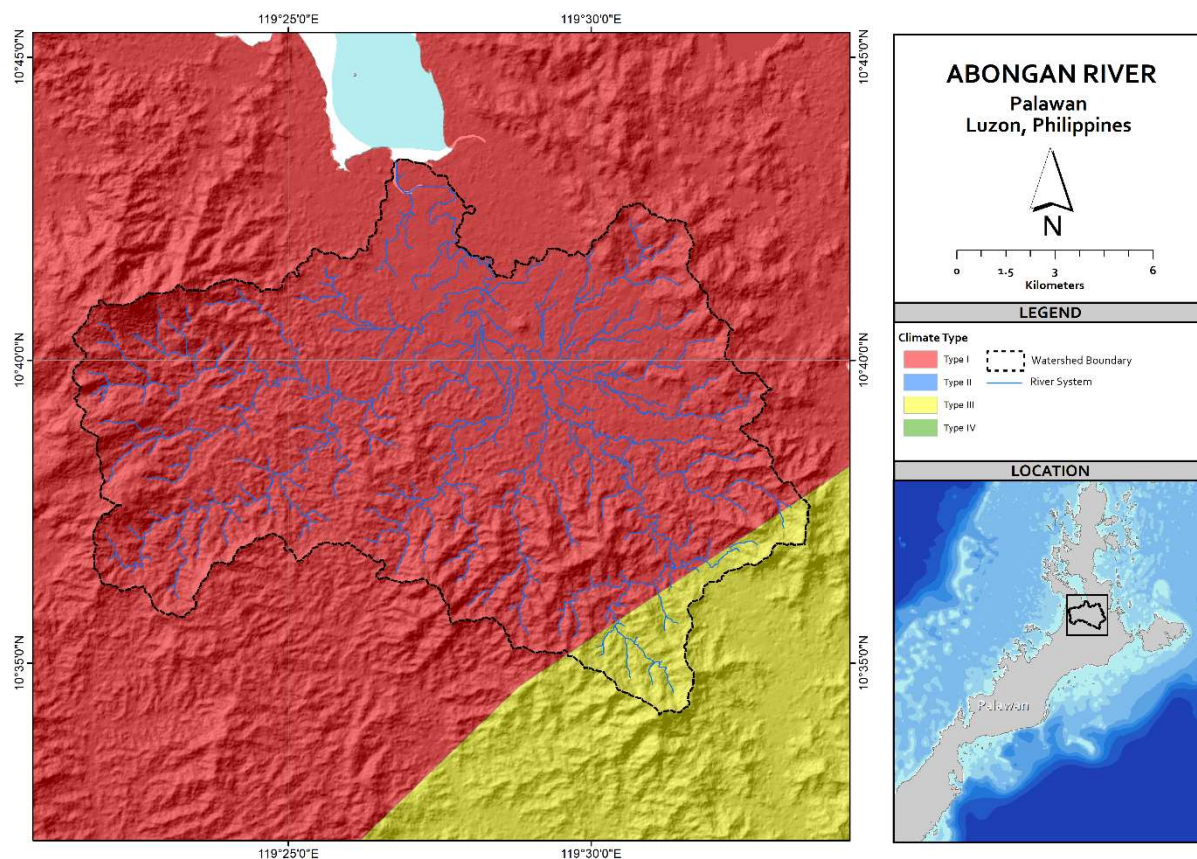 119°25'0"E
119°30'0"E
10°45'0"N
10°45'0"N
10°40'0"N
10°40'0"N
10°35'0"N
10°35'0"N
119°25'0"E
119°30'0"E
ABONGAN RIVER
Palawan
Luzon, Philippines
N
0 1.5 3 6
Kilometers
LEGEND
Climate Type
Type I
Type II
Type III
Type IV
Watershed Boundary
River System
LOCATION
Palawan